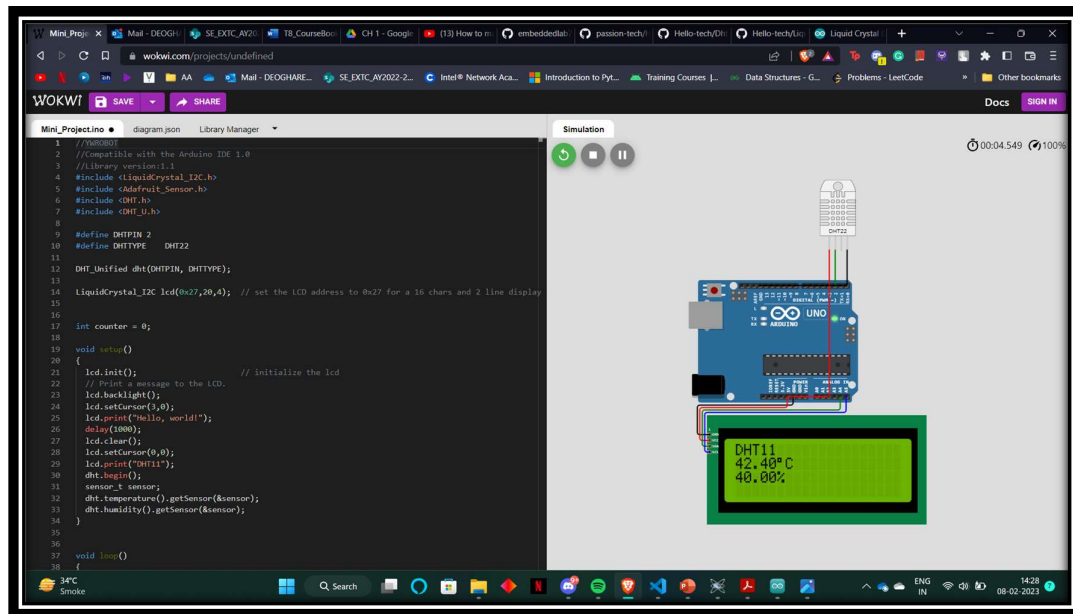 Mini_Proje
Mail - DEOGH
SE_EXTC_AY20
TB_CourseBoo
CH 1 - Google
(13) How to m
embeddedlab
passion-tech/
Hello-tech/Dh
Hello-tech/Liq
Liquid Crystal
wokwi.com/projects/undefined
AA
Mail - DEOGHARE...
SE_EXTC_AY2022-2...
Intel® Network Aca...
Introduction to Pyt...
Training Courses |...
Data Structures - G...
Problems - LeetCode
»
Other bookmarks
WOKWI
SAVE
SHARE
Docs
SIGN IN
Mini_Project.ino ●
diagram.json
Library Manager
1 //YWROBOT
2 //Compatible with the Arduino IDE 1.0
3 //Library version:1.1
4 #include <LiquidCrystal_I2C.h>
5 #include <Adafruit_Sensor.h>
6 #include <DHT.h>
7 #include <DHT_U.h>
8
9 #define DHTPIN 2
10 #define DHTTYPE DHT22
11
12 DHT_Unified dht(DHTPIN, DHTTYPE);
13
14 LiquidCrystal_I2C lcd(0x27,20,4); // set the LCD address to 0x27 for a 16 chars and 2 line display
15
16
17 int counter = 0;
18
19 void setup()
20 {
21 lcd.init(); // initialize the lcd
22 // Print a message to the LCD.
23 lcd.backlight();
24 lcd.setCursor(3,0);
25 lcd.print("Hello, world!");
26 delay(1000);
27 lcd.clear();
28 lcd.setCursor(0,0);
29 lcd.print("DHT11");
30 dht.begin();
31 sensor_t sensor;
32 dht.temperature().getSensor(&sensor);
33 dht.humidity().getSensor(&sensor);
34 }
35
36
37 void loop()
38 {
Simulation
00:04.549
100%
DHT22
DIGITAL (PWM ~)
UNO
ON
TX
RX
ARDUINO
POWER
ANALOG IN
DHT11
42.40°C
40.00%
34°C
Smoke
Search
ENG
IN
14:28
08-02-2023